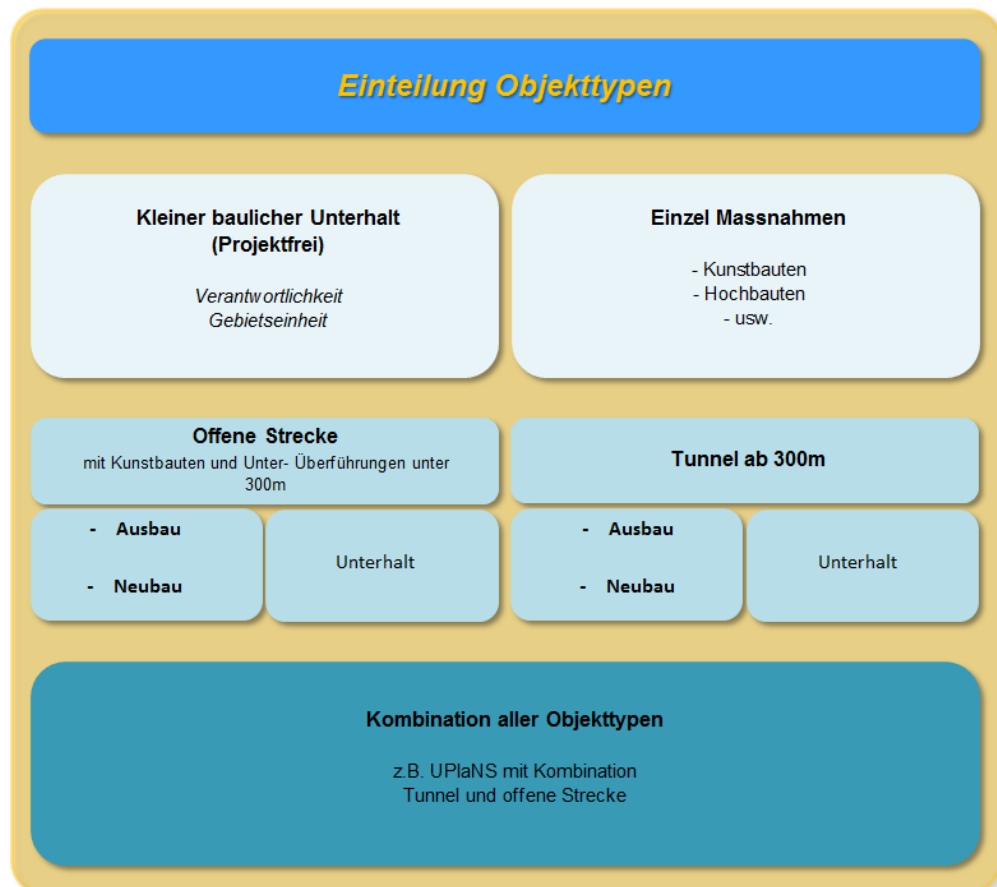 Einteilung Objekttypen
Kleiner baulicher Unterhalt
(Projektfrei)
Verantwortlichkeit
Gebietseinheit
Einzel Massnahmen
- Kunstbauten
- Hochbauten
- usw.
Offene Strecke
mit Kunstbauten und Unter- Überführungen unter
300m
- Ausbau
- Neubau
Unterhalt
Tunnel ab 300m
- Ausbau
- Neubau
Unterhalt
Kombination aller Objekttypen
z.B. UPlaNS mit Kombination
Tunnel und offene Strecke